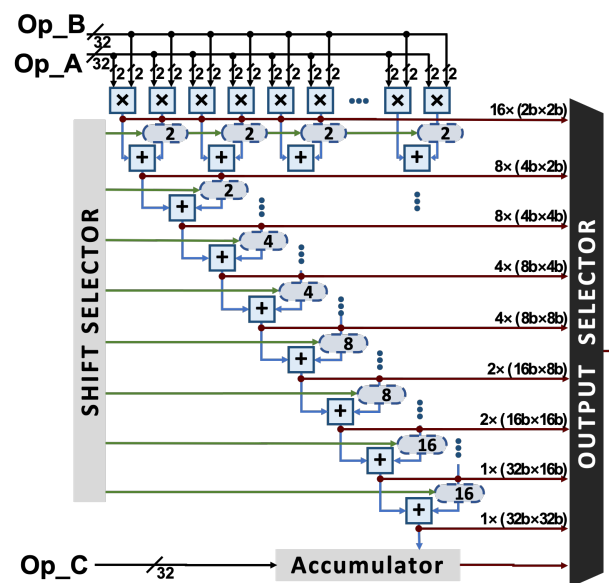 Op_B
32
Op_A
32
2 2 2 2 2 2 2 2 2 2 2 2 2 2 2 2
× × × × × × ••• × ×
16× (2b×2b)
2 2 2 2
+ + + +
8× (4b×2b)
2
+
8× (4b×4b)
4
+
4× (8b×4b)
4
+
4× (8b×8b)
8
+
2× (16b×8b)
8
+
2× (16b×16b)
16
+
1× (32b×16b)
16
+
1× (32b×32b)
SHIFT SELECTOR
OUTPUT SELECTOR
Op_C
32
Accumulator